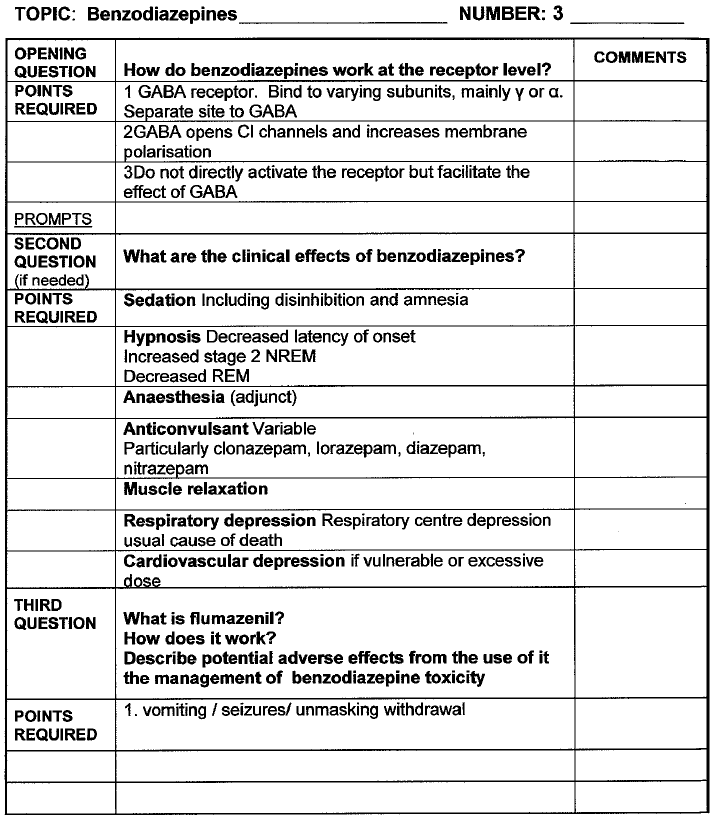 TOPIC: Benzodiazepines NUMBER: 3
OPENING QUESTION
How do benzodiazepines work at the receptor level?
COMMENTS
POINTS REQUIRED
1 GABA receptor. Bind to varying subunits, mainly γ or α.
Separate site to GABA
2GABA opens Cl channels and increases membrane
polarisation
3Do not directly activate the receptor but facilitate the
effect of GABA
PROMPTS
SECOND
QUESTION
(if needed)
What are the clinical effects of benzodiazepines?
POINTS
REQUIRED
Sedation Including disinhibition and amnesia
Hypnosis Decreased latency of onset
Increased stage 2 NREM
Decreased REM
Anaesthesia (adjunct)
Anticonvulsant Variable
Particularly clonazepam, lorazepam, diazepam,
nitrazepam
Muscle relaxation
Respiratory depression Respiratory centre depression
usual cause of death
Cardiovascular depression if vulnerable or excessive
dose
THIRD
QUESTION
What is flumazenil?
How does it work?
Describe potential adverse effects from the use of it
the management of benzodiazepine toxicity
POINTS
REQUIRED
1. vomiting / seizures/ unmasking withdrawal